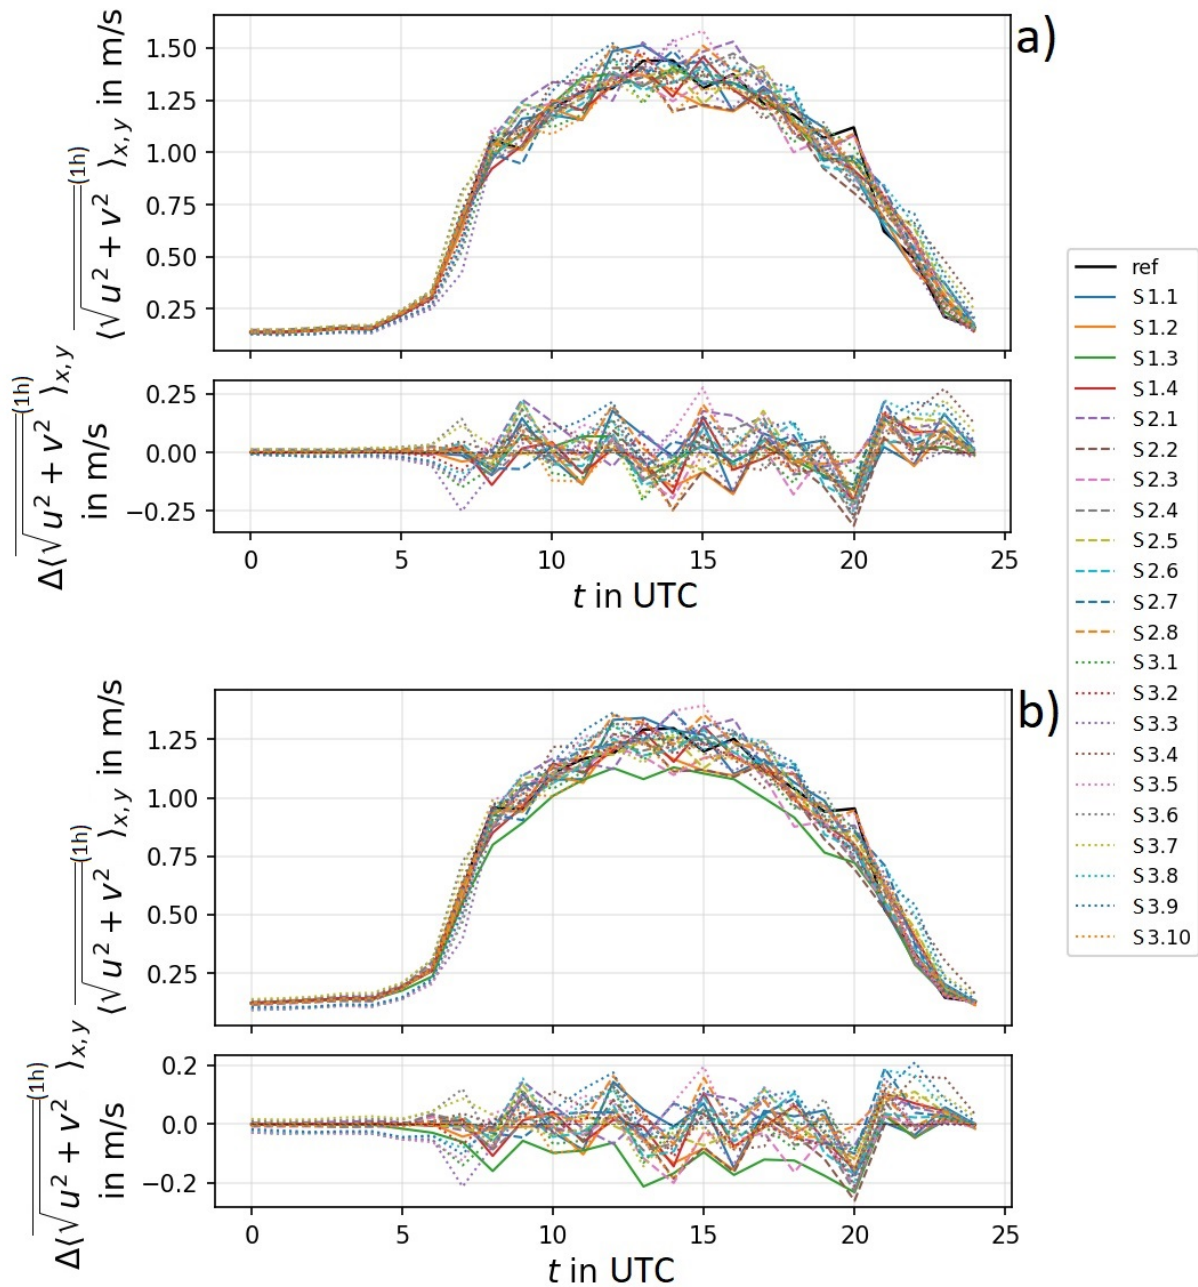 a)
⟨√u² + v² (1h)⟩x,y in m/s
1.50
1.25
1.00
0.75
0.50
0.25
Δ⟨√u² + v² (1h)⟩x,y
in m/s
0.25
0.00
−0.25
0 5 10 15 20 25
t in UTC
b)
⟨√u² + v² (1h)⟩x,y in m/s
1.25
1.00
0.75
0.50
0.25
Δ⟨√u² + v² (1h)⟩x,y
in m/s
0.2
0.0
−0.2
0 5 10 15 20 25
t in UTC
ref
S1.1
S1.2
S1.3
S1.4
S2.1
S2.2
S2.3
S2.4
S2.5
S2.6
S2.7
S2.8
S3.1
S3.2
S3.3
S3.4
S3.5
S3.6
S3.7
S3.8
S3.9
S3.10